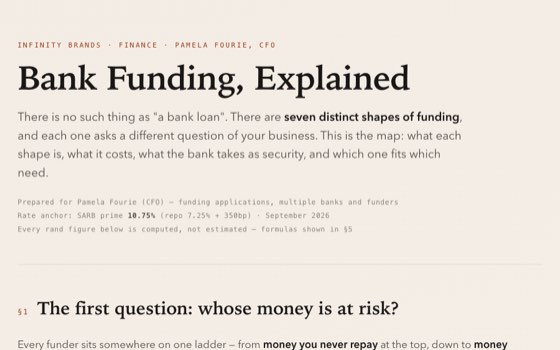 INFINITY BRANDS · FINANCE · PAMELA FOURIE, CFO
Bank Funding, Explained
There is no such thing as "a bank loan". There are seven distinct shapes of funding,
and each one asks a different question of your business. This is the map: what each
shape is, what it costs, what the bank takes as security, and which one fits which
need.
Prepared for Pamela Fourie (CFO) — funding applications, multiple banks and funders
Rate anchor: SARB prime 10.75% (repo 7.25% + 350bp) · September 2026
Every rand figure below is computed, not estimated — formulas shown in §5
§1 The first question: whose money is at risk?
Every funder sits somewhere on one ladder — from money you never repay at the top, down to money